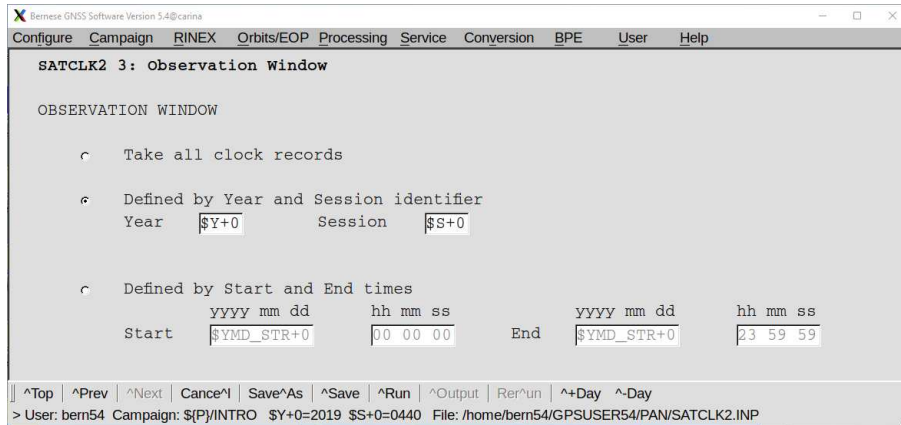 Bernese GNSS Software Version 5.4@carina
Configure Campaign RINEX Orbits/EOP Processing Service Conversion BPE User Help
SATCLK2 3: Observation Window
OBSERVATION WINDOW
Take all clock records
Defined by Year and Session identifier
Year $Y+0 Session $S+0
Defined by Start and End times
yyyy mm dd hh mm ss yyyy mm dd hh mm ss
Start $YMD_STR+0 00 00 00 End $YMD_STR+0 23 59 59
^Top | ^Prev | ^Next | Cance^l | Save^As | ^Save | ^Run | ^Output | Rer^un | ^+Day ^-Day
> User: bern54 Campaign: ${P}/INTRO $Y+0=2019 $S+0=0440 File: /home/bern54/GPSUSER54/PAN/SATCLK2.INP